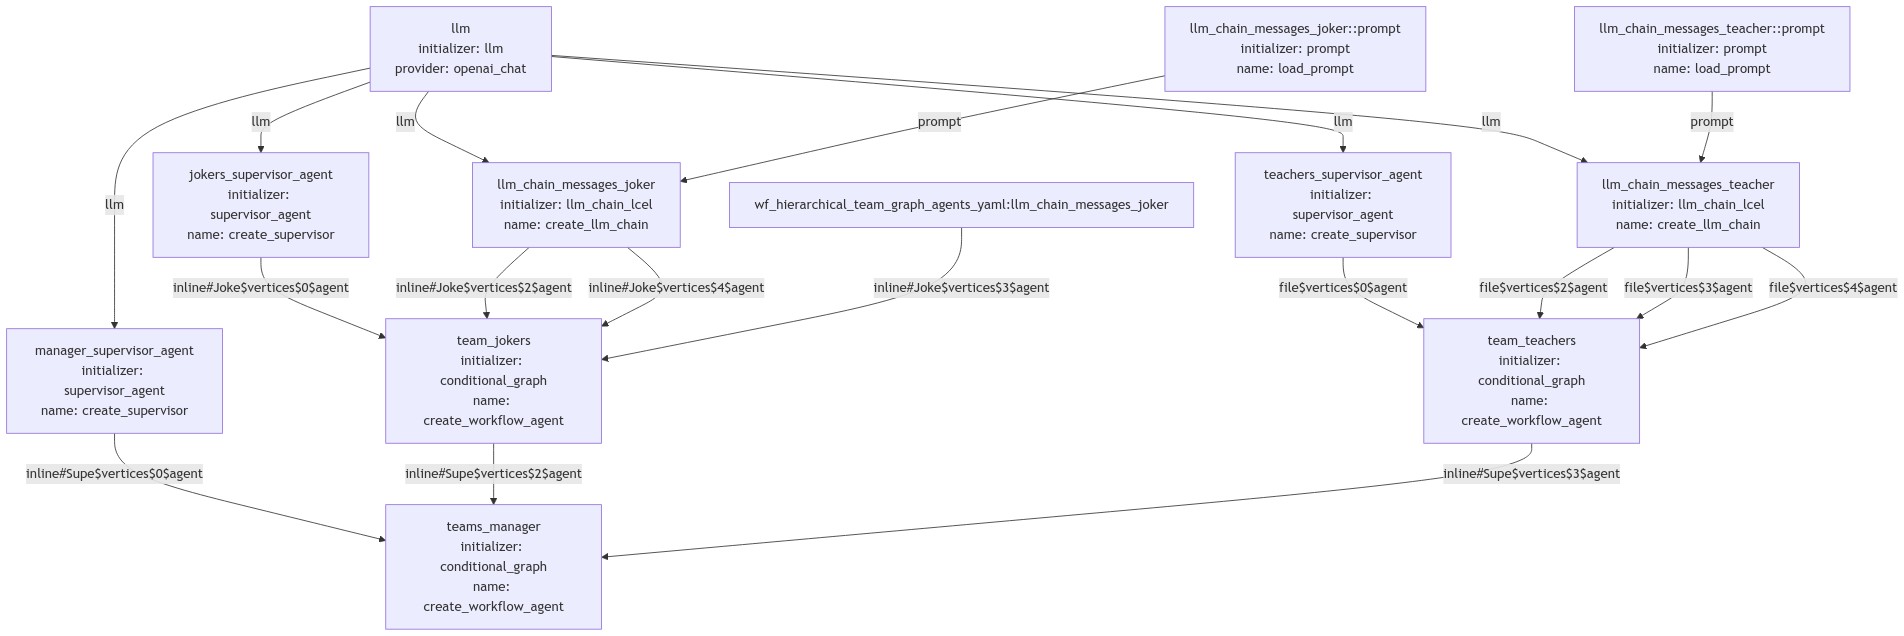 llm
initializer: llm
provider: openai_chat
llm_chain_messages_joker::prompt
initializer: prompt
name: load_prompt
llm_chain_messages_teacher::prompt
initializer: prompt
name: load_prompt
llm
llm
prompt
llm
llm
prompt
llm
jokers_supervisor_agent
initializer:
supervisor_agent
name: create_supervisor
llm_chain_messages_joker
initializer: llm_chain_lcel
name: create_llm_chain
wf_hierarchical_team_graph_agents_yaml:llm_chain_messages_joker
teachers_supervisor_agent
initializer:
supervisor_agent
name: create_supervisor
llm_chain_messages_teacher
initializer: llm_chain_lcel
name: create_llm_chain
inline#Joke$vertices$0$agent
inline#Joke$vertices$2$agent
inline#Joke$vertices$4$agent
inline#Joke$vertices$3$agent
file$vertices$0$agent
file$vertices$2$agent
file$vertices$3$agent
file$vertices$4$agent
manager_supervisor_agent
initializer:
supervisor_agent
name: create_supervisor
team_jokers
initializer:
conditional_graph
name:
create_workflow_agent
team_teachers
initializer:
conditional_graph
name:
create_workflow_agent
inline#Supe$vertices$0$agent
inline#Supe$vertices$2$agent
inline#Supe$vertices$3$agent
teams_manager
initializer:
conditional_graph
name:
create_workflow_agent